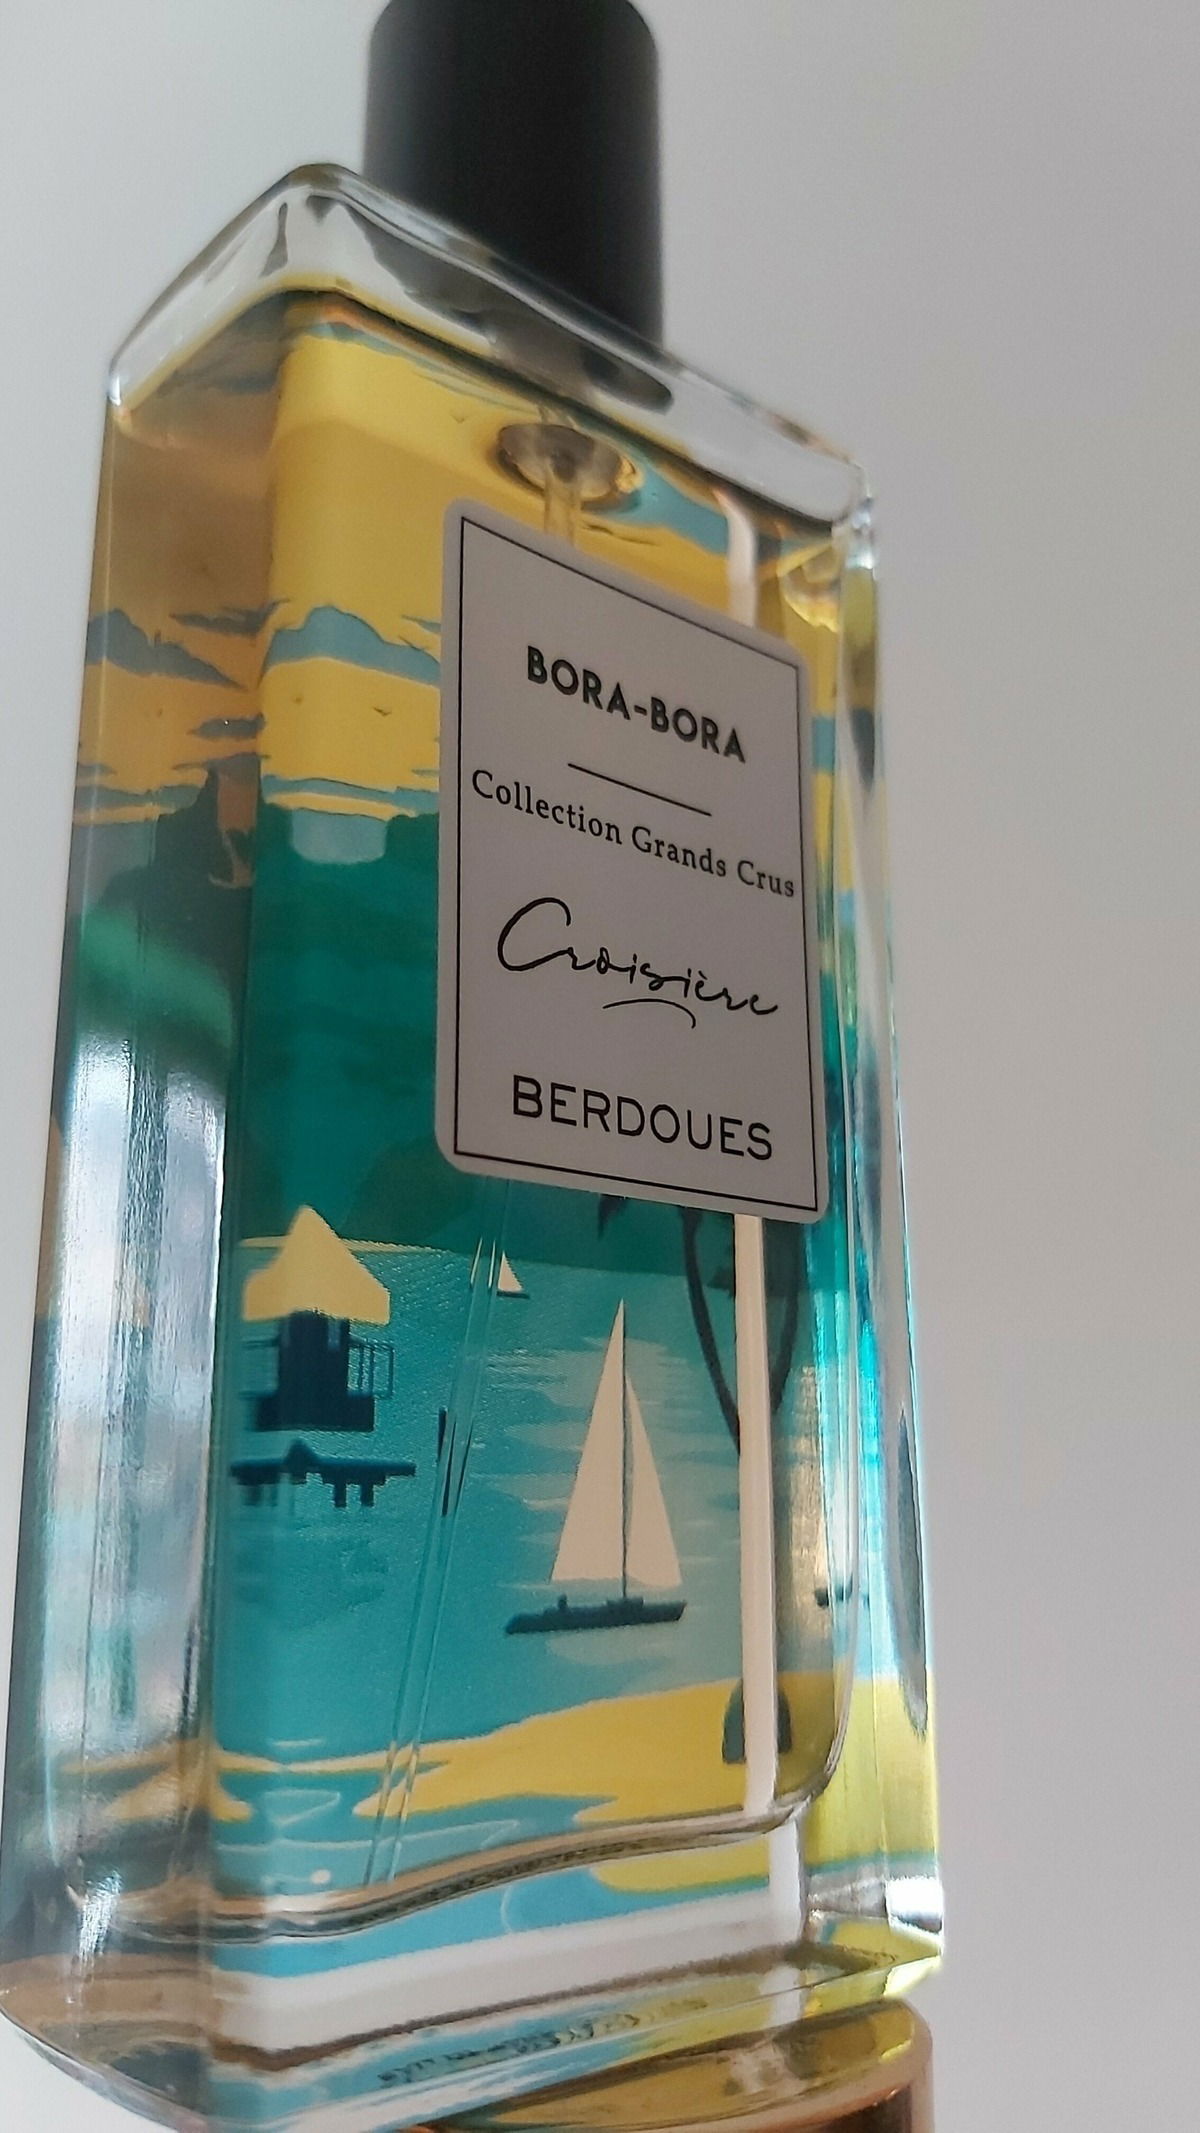 BORA-BORA
Collection Grands Crus
Croisière
BERDOUES